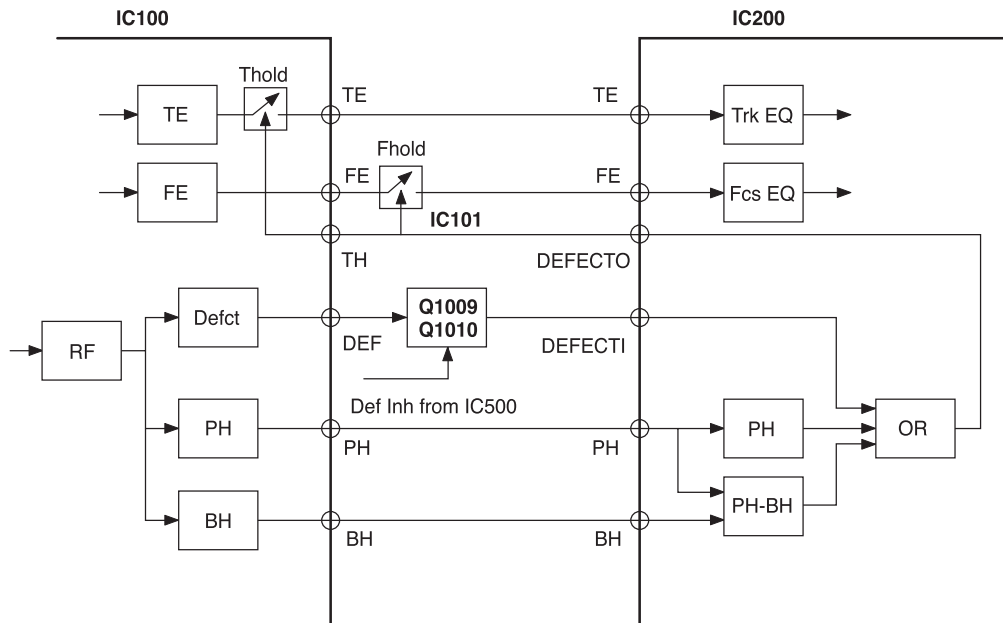 IC100
IC200
Thold
TE
TE
TE
Trk EQ
Fhold
FE
FE
FE
Fcs EQ
IC101
TH
DEFECTO
RF
Defct
DEF
Q1009
Q1010
DEFECTI
Def Inh from IC500
PH
PH
PH
PH
OR
BH
BH
BH
PH-BH